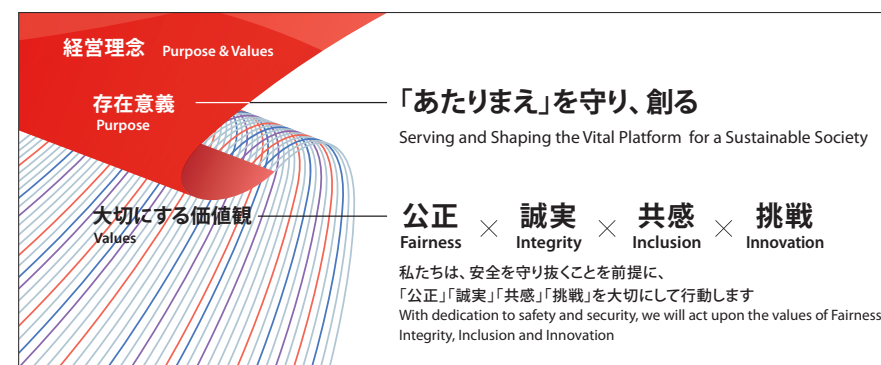 経営理念 Purpose & Values
存在意義
Purpose
「あたりまえ」を守り、創る
Serving and Shaping the Vital Platform for a Sustainable Society
大切にする価値観
Values
公正 × 誠実 × 共感 × 挑戦
Fairness Integrity Inclusion Innovation
私たちは、安全を守り抜くことを前提に、
「公正」「誠実」「共感」「挑戦」を大切にして行動します
With dedication to safety and security, we will act upon the values of Fairness
Integrity, Inclusion and Innovation